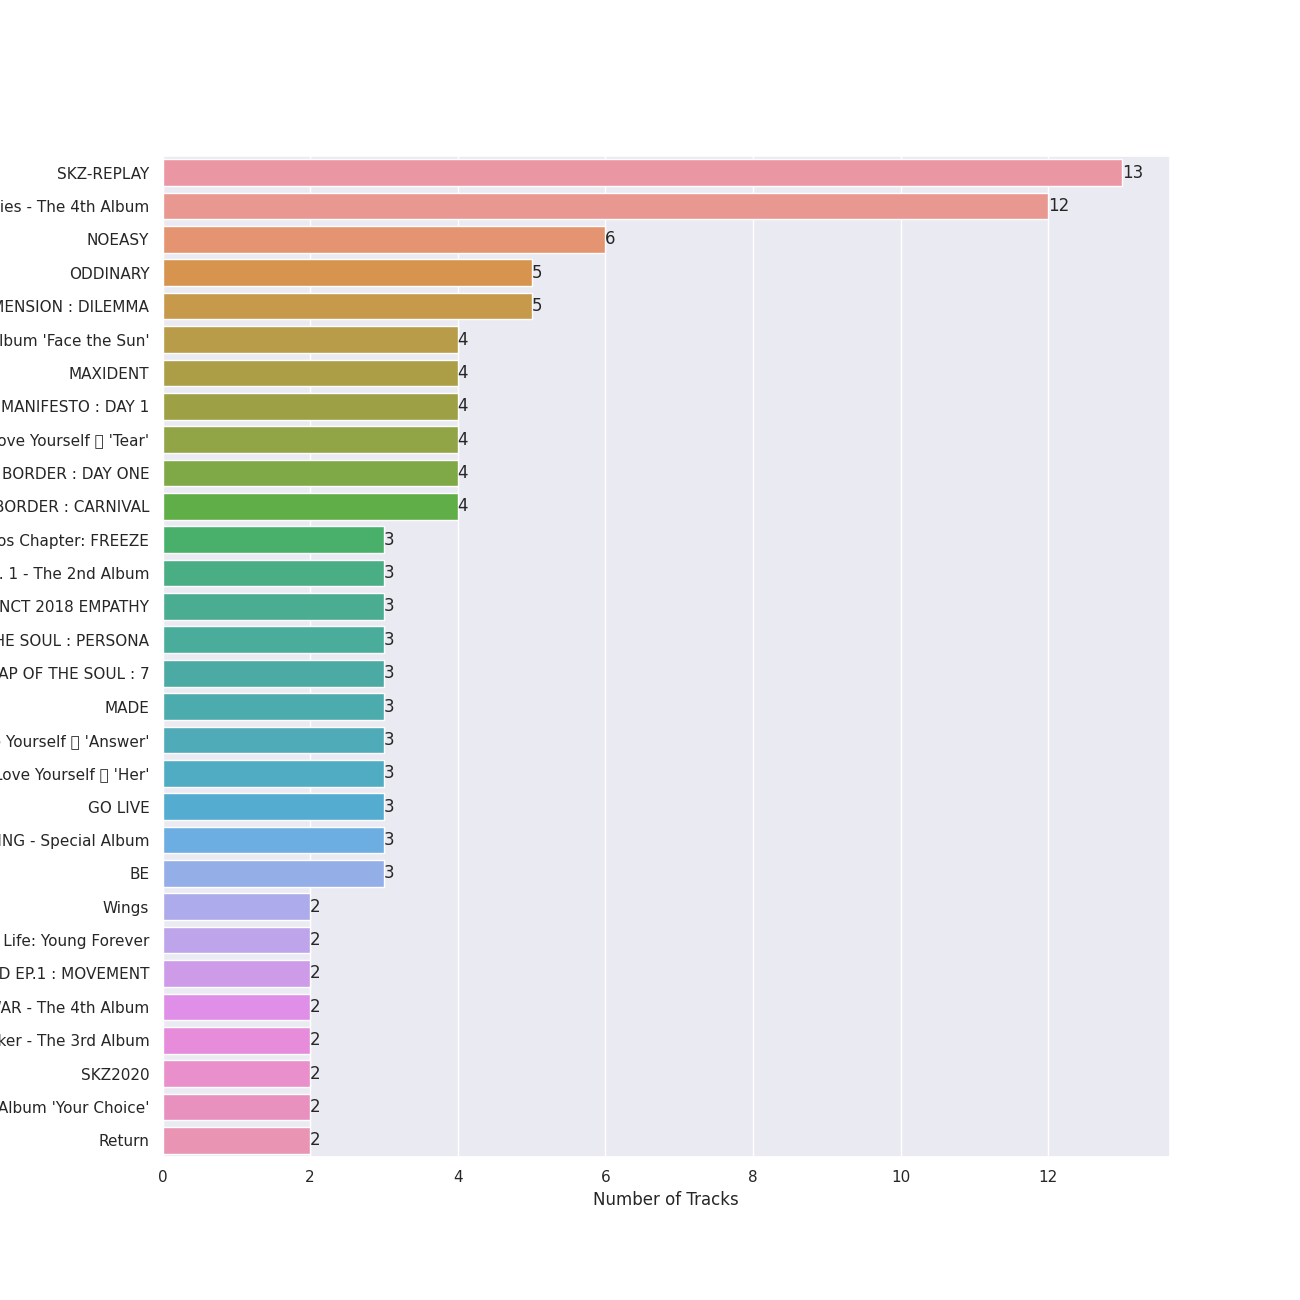 SKZ-REPLAY 13
ies - The 4th Album 12
NOEASY 6
ODDINARY 5
MENSION : DILEMMA 5
lbum 'Face the Sun' 4
MAXIDENT 4
MANIFESTO : DAY 1 4
ove Yourself 'Tear' 4
BORDER : DAY ONE 4
BORDER : CARNIVAL 4
os Chapter: FREEZE 3
. 1 - The 2nd Album 3
NCT 2018 EMPATHY 3
HE SOUL : PERSONA 3
AP OF THE SOUL : 7 3
MADE 3
Yourself 'Answer' 3
Love Yourself 'Her' 3
GO LIVE 3
ING - Special Album 3
BE 3
Wings 2
Life: Young Forever 2
D EP.1 : MOVEMENT 2
AR - The 4th Album 2
ker - The 3rd Album 2
SKZ2020 2
Album 'Your Choice' 2
Return 2
0 2 4 6 8 10 12
Number of Tracks